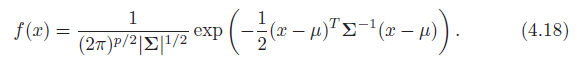 f(x) = \frac{1}{(2\pi)^{p/2}|\Sigma|^{1/2}} \exp\left(-\frac{1}{2}(x - \mu)^T \Sigma^{-1}(x - \mu)\right). (4.18)